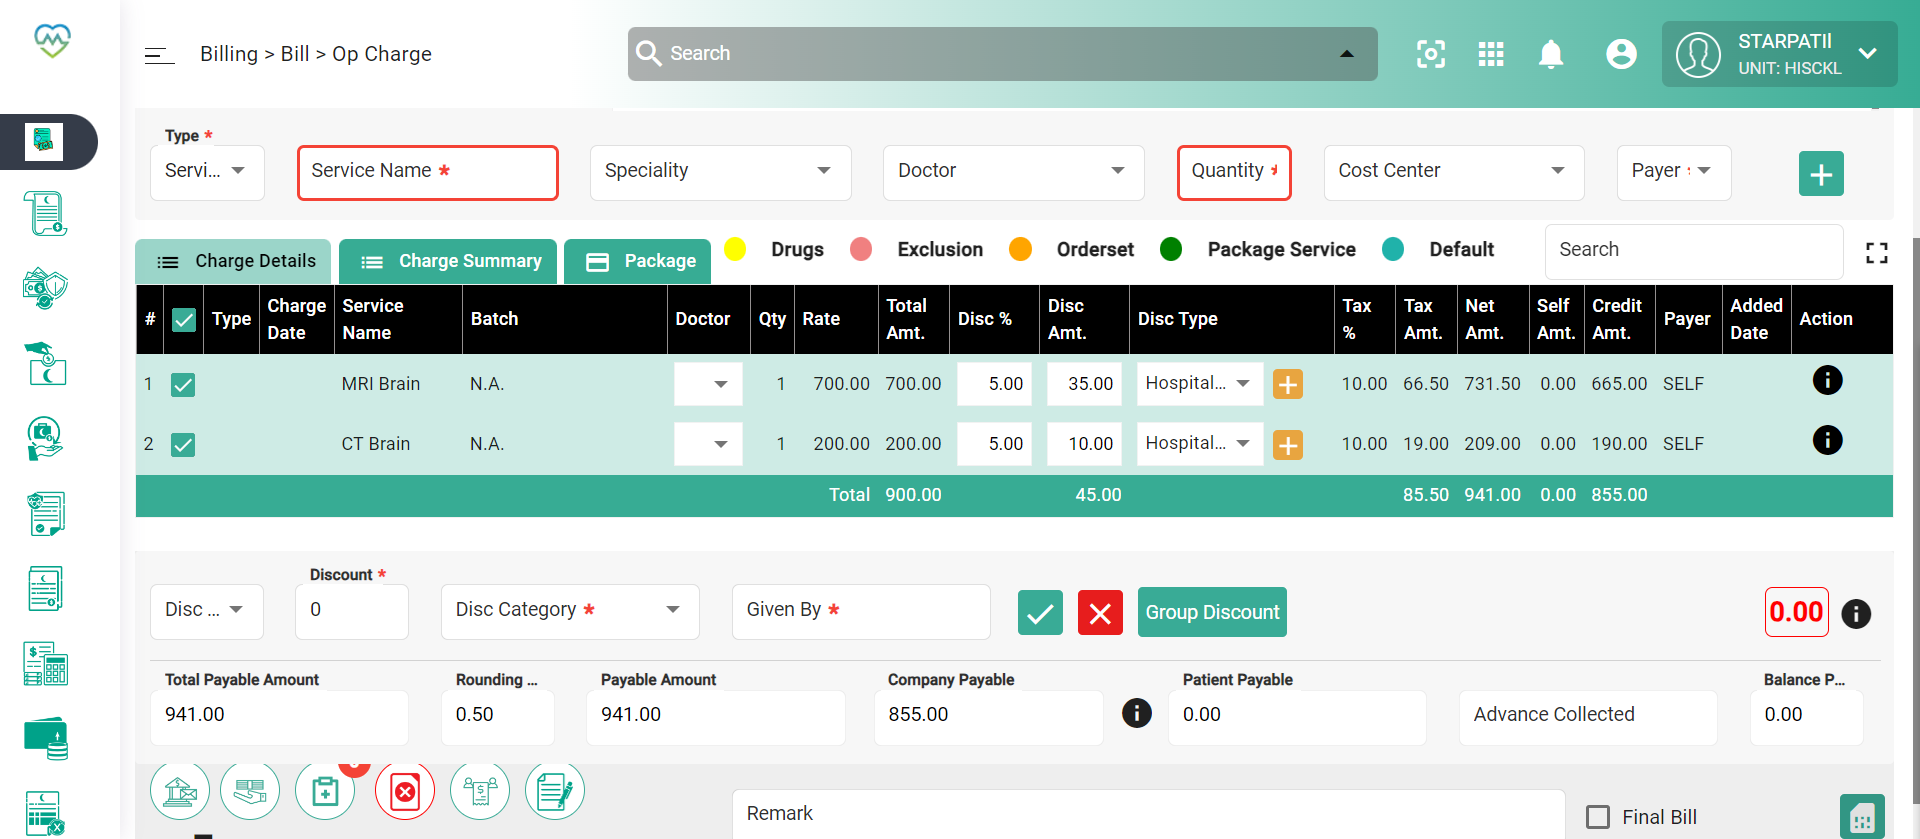 Billing > Bill > Op Charge
Search
STARPATIl
UNIT: HISCKL
Type *
Servi...
Service Name *
Speciality
Doctor
Quantity *
Cost Center
Payer
Charge Details
Charge Summary
Package
Drugs
Exclusion
Orderset
Package Service
Default
Search
# Type Charge Date Service Name Batch Doctor Qty Rate Total Amt. Disc % Disc Amt. Disc Type Tax % Tax Amt. Net Amt. Self Amt. Credit Amt. Payer Added Date Action
1 MRI Brain N.A. 1 700.00 700.00 5.00 35.00 Hospital... 10.00 66.50 731.50 0.00 665.00 SELF
2 CT Brain N.A. 1 200.00 200.00 5.00 10.00 Hospital... 10.00 19.00 209.00 0.00 190.00 SELF
Total 900.00 45.00 85.50 941.00 0.00 855.00
Disc ...
Discount *
0
Disc Category *
Given By *
Group Discount
0.00
Total Payable Amount
941.00
Rounding ...
0.50
Payable Amount
941.00
Company Payable
855.00
Patient Payable
0.00
Advance Collected
Balance P...
0.00
Remark
Final Bill